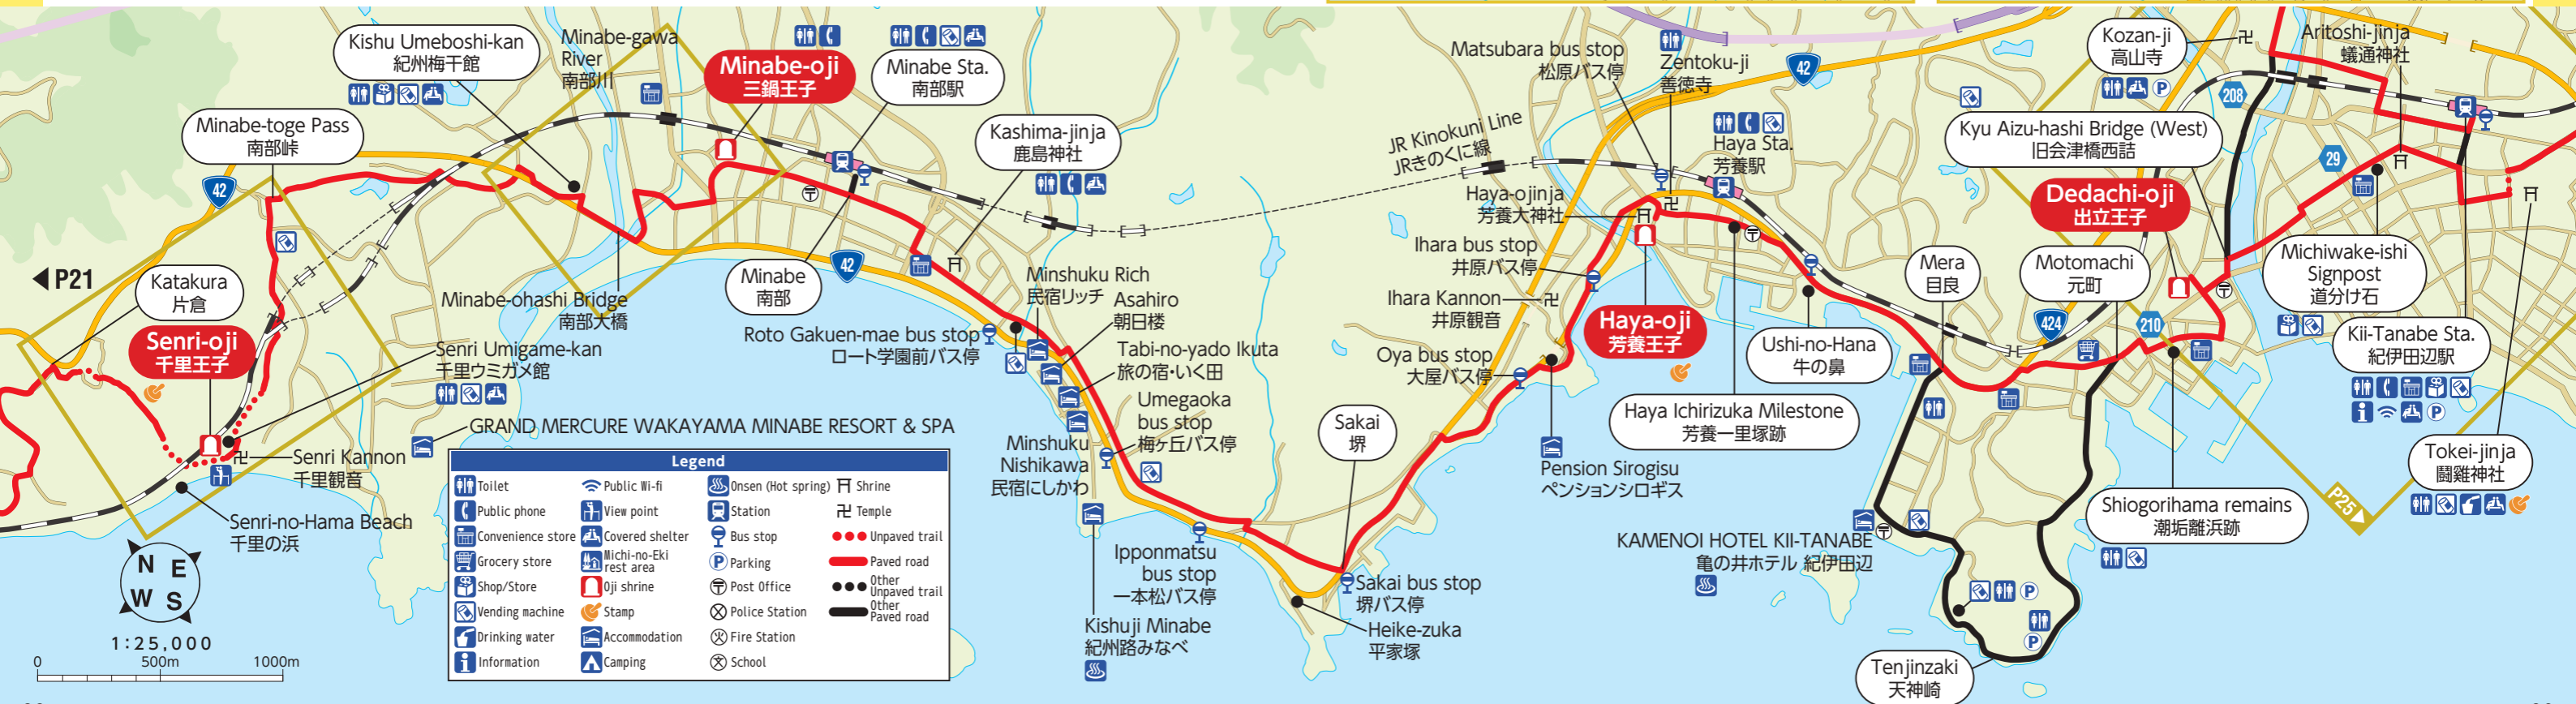 Kishu Umeboshi-kan
紀州梅干館
Minabe-gawa
River
南部川
Minabe-oji
三鍋王子
Minabe Sta.
南部駅
Minabe-toge Pass
南部峠
Kashima-jinja
鹿島神社
42
◀P21
Katakura
片倉
Senri-oji
千里王子
Minabe-ohashi Bridge
南部大橋
Minabe
南部
42
Senri Umigame-kan
千里ウミガメ館
GRAND MERCURE WAKAYAMA MINABE RESORT & SPA
Senri Kannon
千里観音
Senri-no-Hama Beach
千里の浜
N E
W S
1:25,000
0 500m 1000m
Legend
Toilet
Public phone
Convenience store
Grocery store
Shop/Store
Vending machine
Drinking water
Information
Public Wi-fi
View point
Covered shelter
Michi-no-Eki
rest area
Oji shrine
Stamp
Accommodation
Camping
Onsen (Hot spring)
Station
Bus stop
Parking
Post Office
Police Station
Fire Station
School
Shrine
Temple
Unpaved trail
Paved road
Other
Unpaved trail
Other
Paved road
Roto Gakuen-mae bus stop
ロート学園前バス停
Minshuku Rich
民宿リッチ
Asahiro
朝日楼
Tabi-no-yado Ikuta
旅の宿・いく田
Umegaoka
bus stop
梅ヶ丘バス停
Minshuku
Nishikawa
民宿にしかわ
Ipponmatsu
bus stop
一本松バス停
Kishuji Minabe
紀州路みなべ
Sakai
堺
Sakai bus stop
堺バス停
Heike-zuka
平家塚
JR Kinokuni Line
JRきのくに線
Matsubara bus stop
松原バス停
Zentoku-ji
善徳寺
42
Haya Sta.
芳養駅
Haya-ojinja
芳養大神社
Ihara bus stop
井原バス停
Ihara Kannon
井原観音
Oya bus stop
大屋バス停
Haya-oji
芳養王子
Pension Sirogisu
ペンションシロギス
Ushi-no-Hana
牛の鼻
Haya Ichirizuka Milestone
芳養一里塚跡
KAMENOI HOTEL KII-TANABE
亀の井ホテル 紀伊田辺
Mera
目良
Motomachi
元町
424
210
Tenjinzaki
天神崎
Kozan-ji
高山寺
Aritoshi-jinja
蟻通神社
208
Kyu Aizu-hashi Bridge (West)
旧会津橋西詰
29
Dedachi-oji
出立王子
Michiwake-ishi
Signpost
道分け石
Kii-Tanabe Sta.
紀伊田辺駅
Tokei-jinja
闘雞神社
Shiogorihama remains
潮垢離浜跡
P25▶